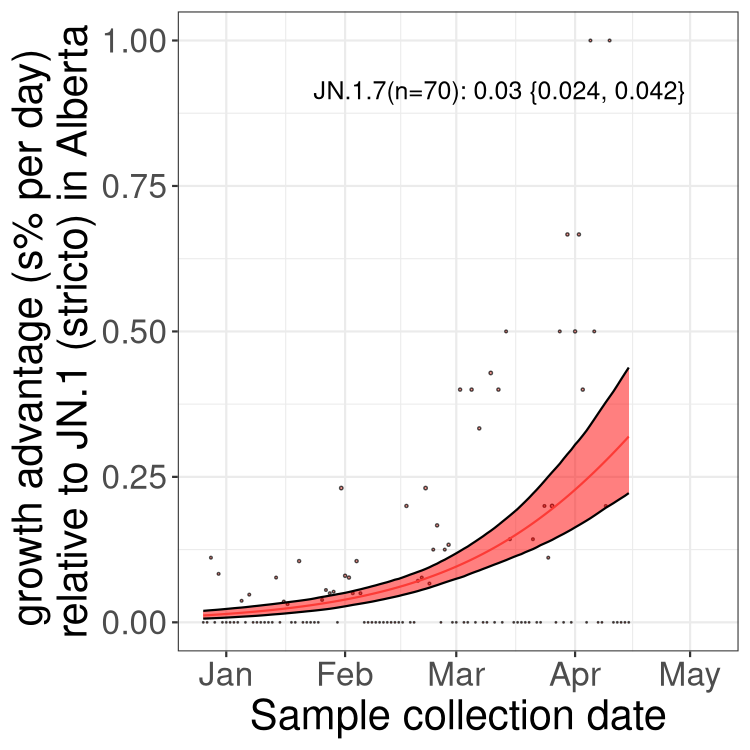 growth advantage (s% per day)
relative to JN.1 (stricto) in Alberta
1.00
0.75
0.50
0.25
0.00
JN.1.7(n=70): 0.03 {0.024, 0.042}
Jan Feb Mar Apr May
Sample collection date